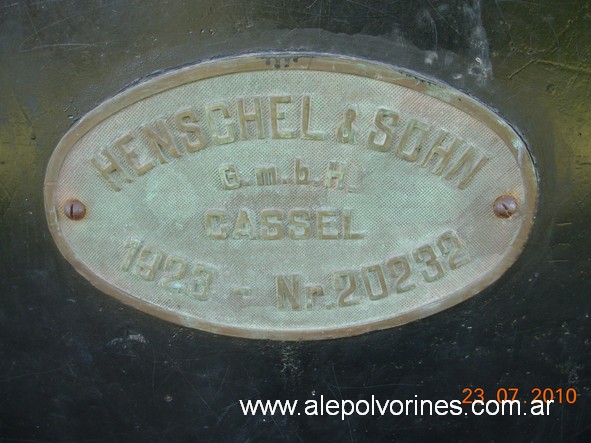 HENSCHEL & SOHN
G.m.b.H.
CASSEL
1923 - Nr. 20232
23.07.2010
www.alepolvorines.com.ar